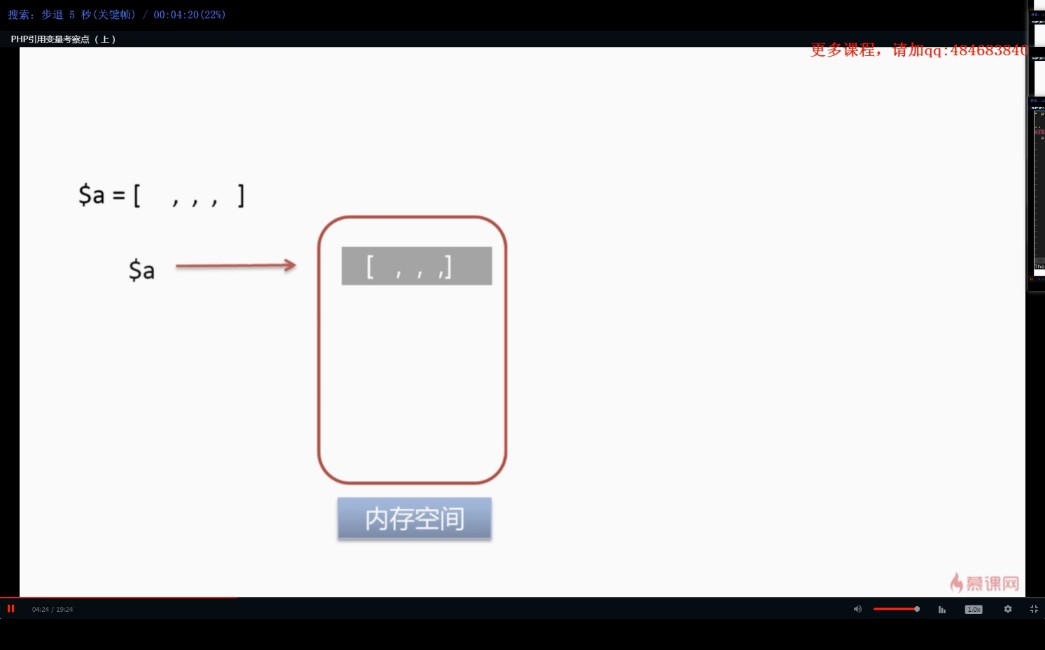 搜索: 步退 5 秒(关键帧) / 00:04:20(22%)
PHP引用变量考察点（上）
更多课程，请加qq:484683840
$a = [ , , , ]
$a
[ , , ,]
内存空间
慕课网
04:24 / 19:24
1.0x